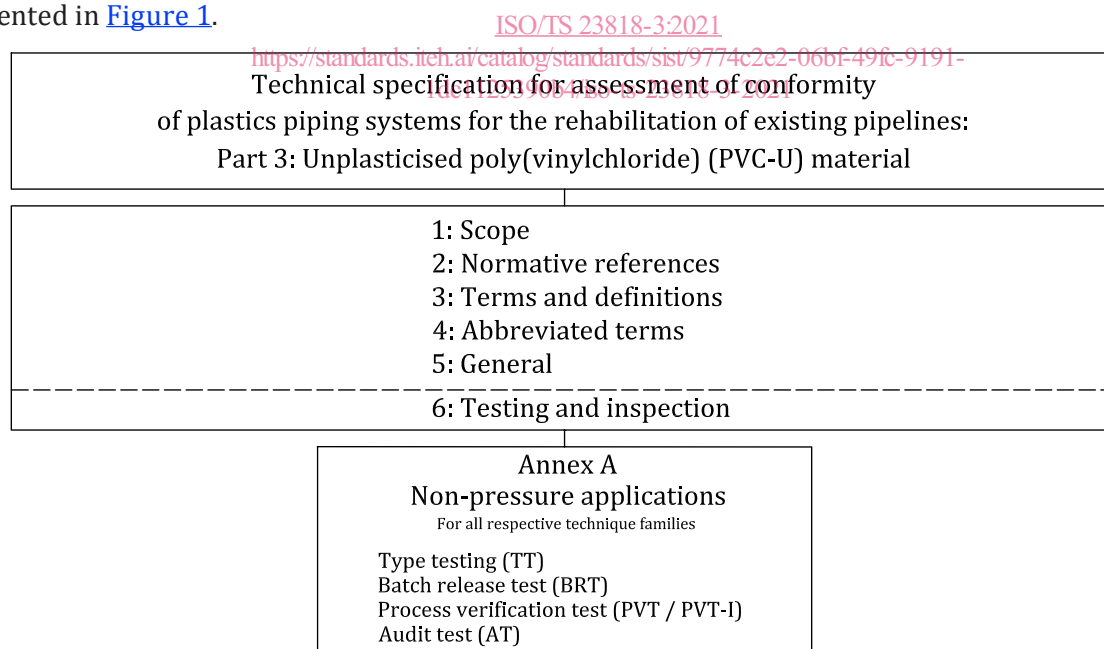 ented in Figure 1.
ISO/TS 23818-3:2021
https://standards.iteh.ai/catalog/standards/sist/9774c2e2-06bf-49fc-9191-
Technical specification for assessment of conformity
of plastics piping systems for the rehabilitation of existing pipelines:
Part 3: Unplasticised poly(vinylchloride) (PVC-U) material
1: Scope
2: Normative references
3: Terms and definitions
4: Abbreviated terms
5: General
6: Testing and inspection
Annex A
Non-pressure applications
For all respective technique families
Type testing (TT)
Batch release test (BRT)
Process verification test (PVT / PVT-I)
Audit test (AT)